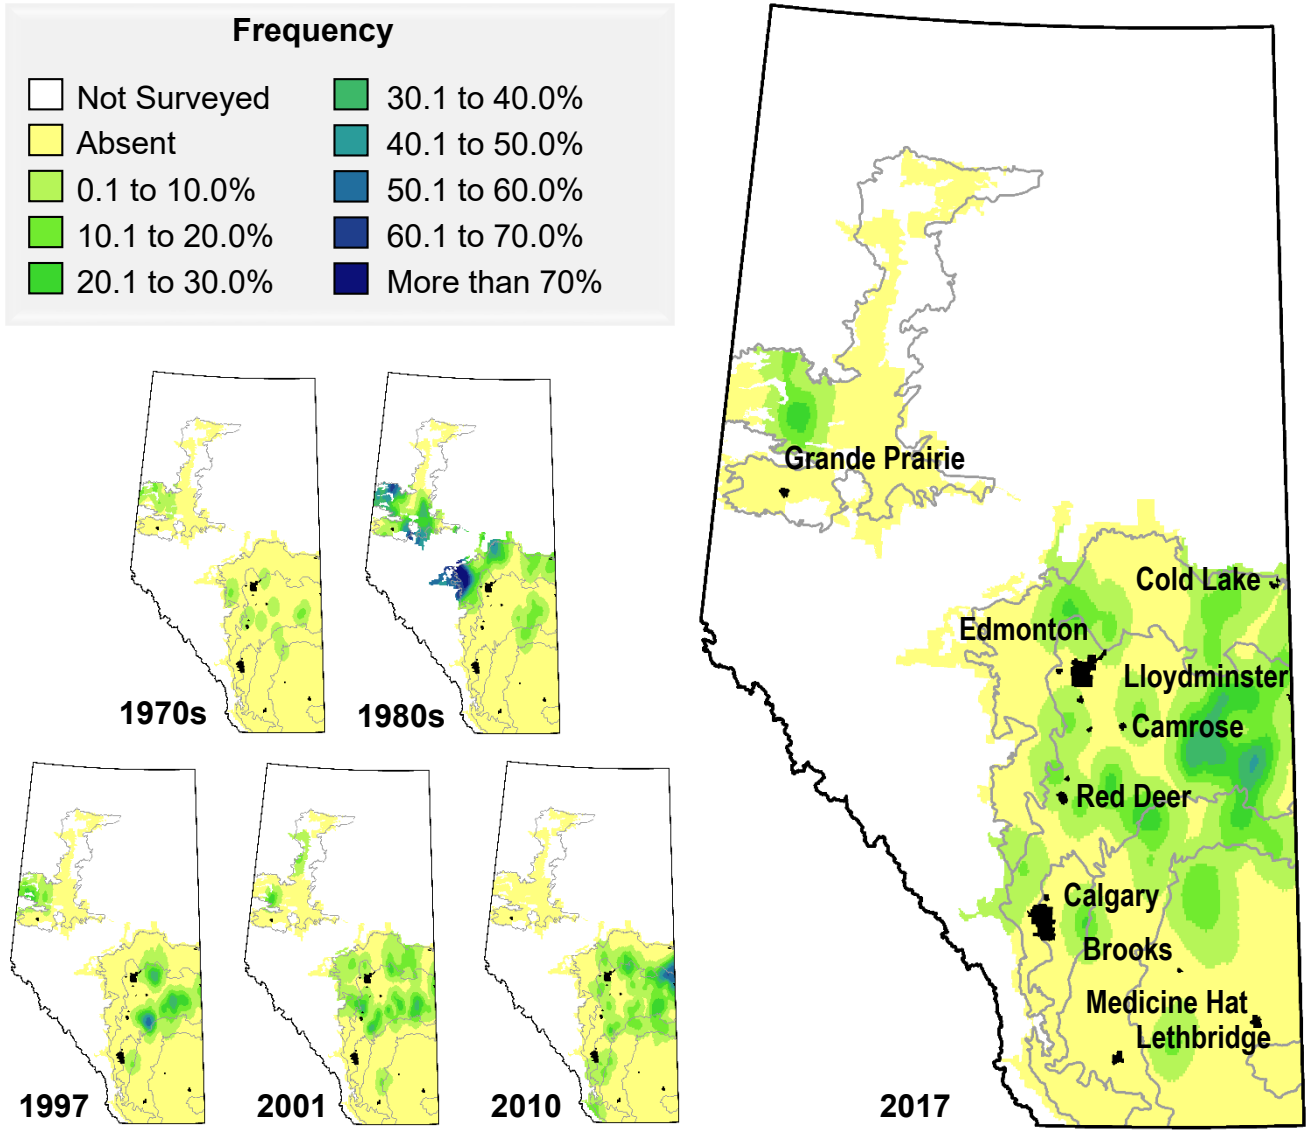 Frequency
Not Surveyed
Absent
0.1 to 10.0%
10.1 to 20.0%
20.1 to 30.0%
30.1 to 40.0%
40.1 to 50.0%
50.1 to 60.0%
60.1 to 70.0%
More than 70%
1970s
1980s
1997
2001
2010
Grande Prairie
Cold Lake
Edmonton
Lloydminster
Camrose
Red Deer
Calgary
Brooks
Medicine Hat
Lethbridge
2017